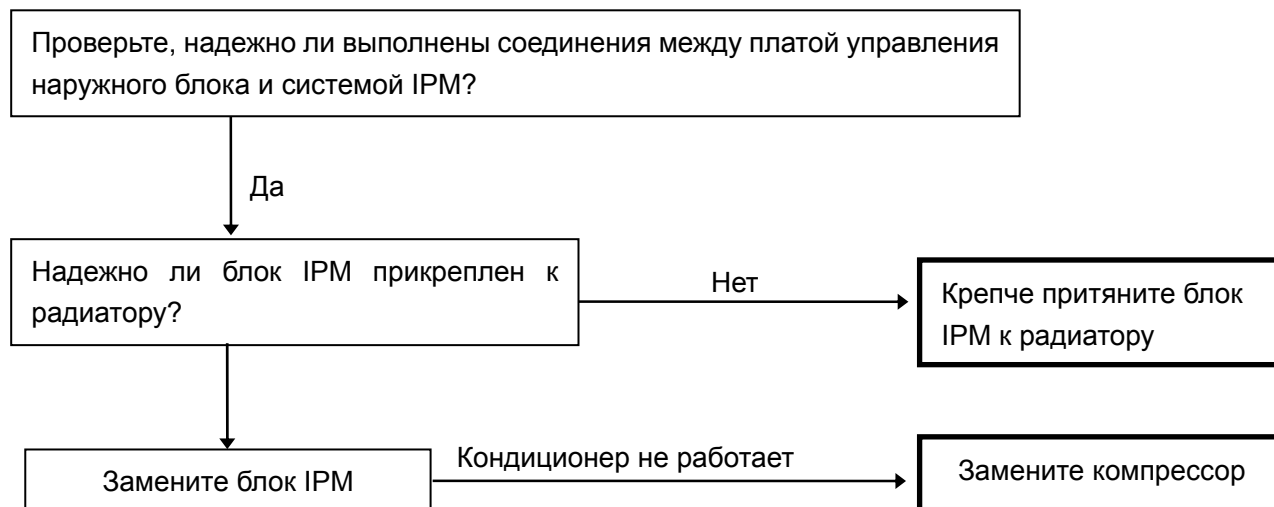 Проверьте, надежно ли выполнены соединения между платой управления
наружного блока и системой IPM?
Да
Надежно ли блок IPM прикреплен к
радиатору?
Нет
Крепче притяните блок
IPM к радиатору
Замените блок IPM
Кондиционер не работает
Замените компрессор